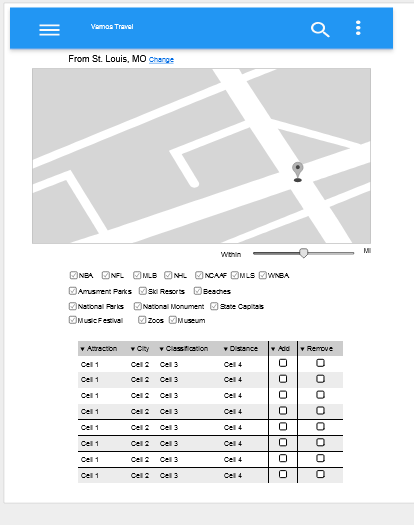 Vamos Travel
From St. Louis, MO Change
Within MI
NBA NFL MLB NHL NCAAF MLS WNBA
Amusment Parks Ski Resorts Beaches
National Parks National Monument State Capitals
Music Festival Zoos Museum
Attraction City Classification Distance Add Remove
Cell 1 Cell 2 Cell 3 Cell 4
Cell 1 Cell 2 Cell 3 Cell 4
Cell 1 Cell 2 Cell 3 Cell 4
Cell 1 Cell 2 Cell 3 Cell 4
Cell 1 Cell 2 Cell 3 Cell 4
Cell 1 Cell 2 Cell 3 Cell 4
Cell 1 Cell 2 Cell 3 Cell 4
Cell 1 Cell 2 Cell 3 Cell 4